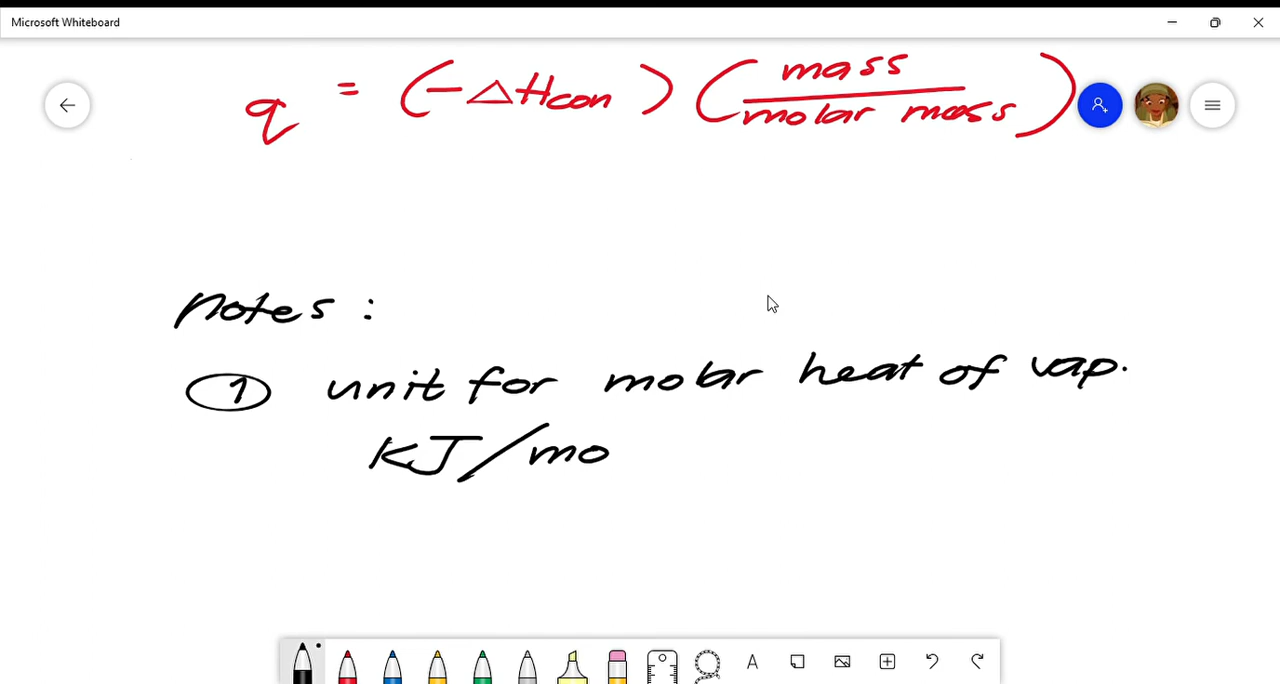 Microsoft Whiteboard
q = (-ΔHcon) (mass / molar mass)
notes :
① unit for molar heat of vap.
KJ/mo